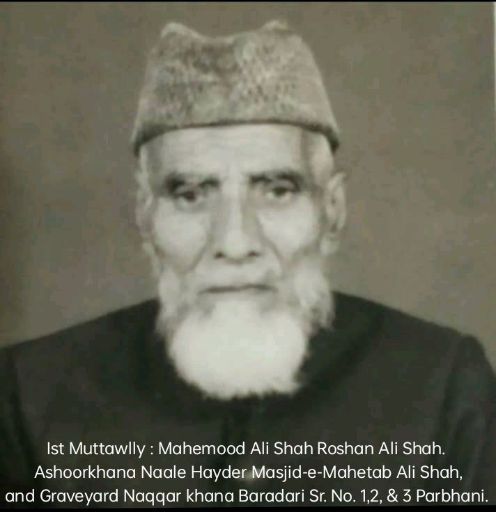 Ist Muttawlly : Mahemood Ali Shah Roshan Ali Shah.
Ashoorkhana Naale Hayder Masjid-e-Mahetab Ali Shah,
and Graveyard Naqqar khana Baradari Sr. No. 1,2, & 3 Parbhani.